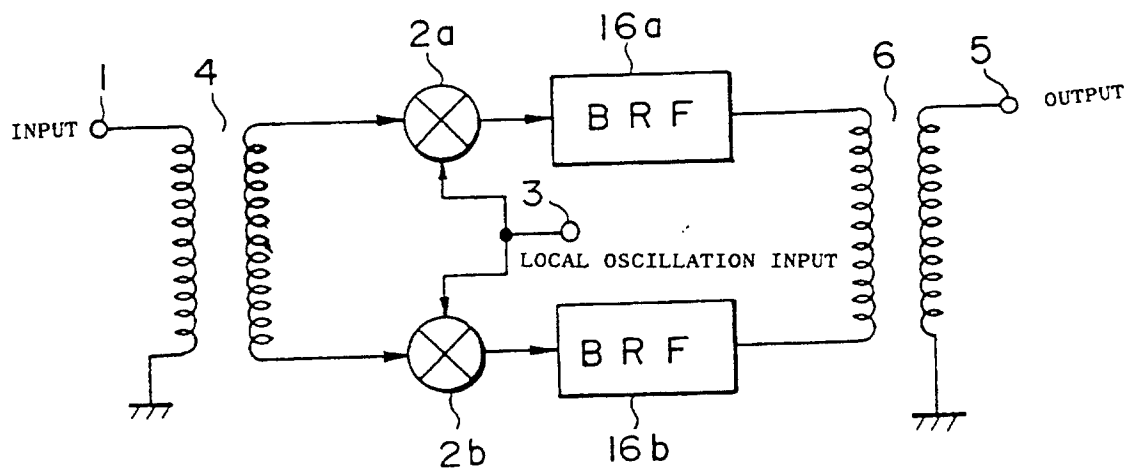 2a
16a
1
4
6
5
INPUT
BRF
OUTPUT
3
LOCAL OSCILLATION INPUT
BRF
2b
16b